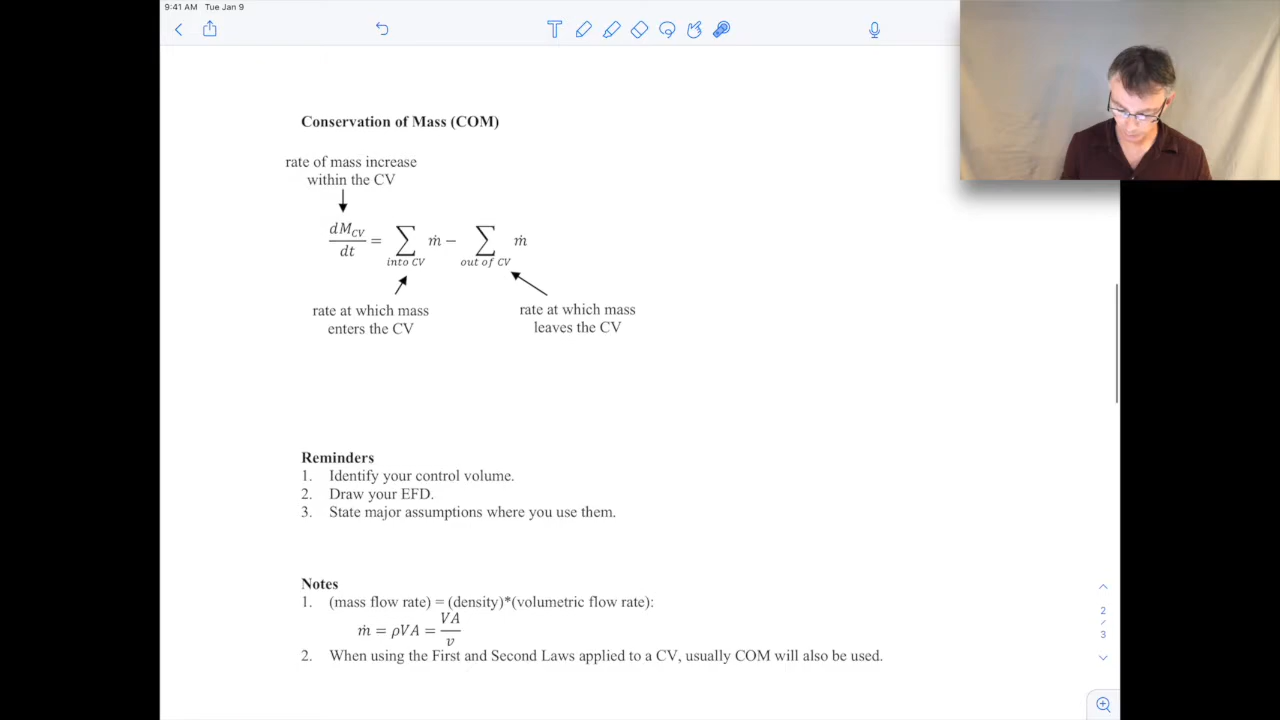 9:41 AM Tue Jan 9
Conservation of Mass (COM)
rate of mass increase
within the CV
dM_CV/dt = ∑_{into CV} ṁ − ∑_{out of CV} ṁ
rate at which mass
enters the CV
rate at which mass
leaves the CV
Reminders
1. Identify your control volume.
2. Draw your EFD.
3. State major assumptions where you use them.
Notes
1. (mass flow rate) = (density)*(volumetric flow rate):
ṁ = ρVA = VA/v
2. When using the First and Second Laws applied to a CV, usually COM will also be used.
2
/
3